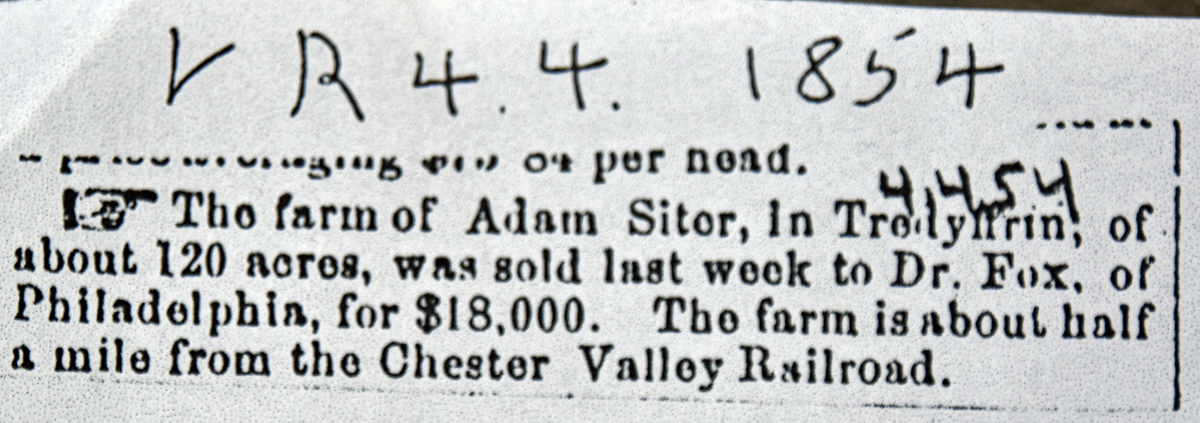 V R 4.4. 1854
per head.
4,4,54
☞ The farm of Adam Siter, in Tredyffrin, of
about 120 acres, was sold last week to Dr. Fox, of
Philadelphia, for $18,000. The farm is about half
a mile from the Chester Valley Railroad.